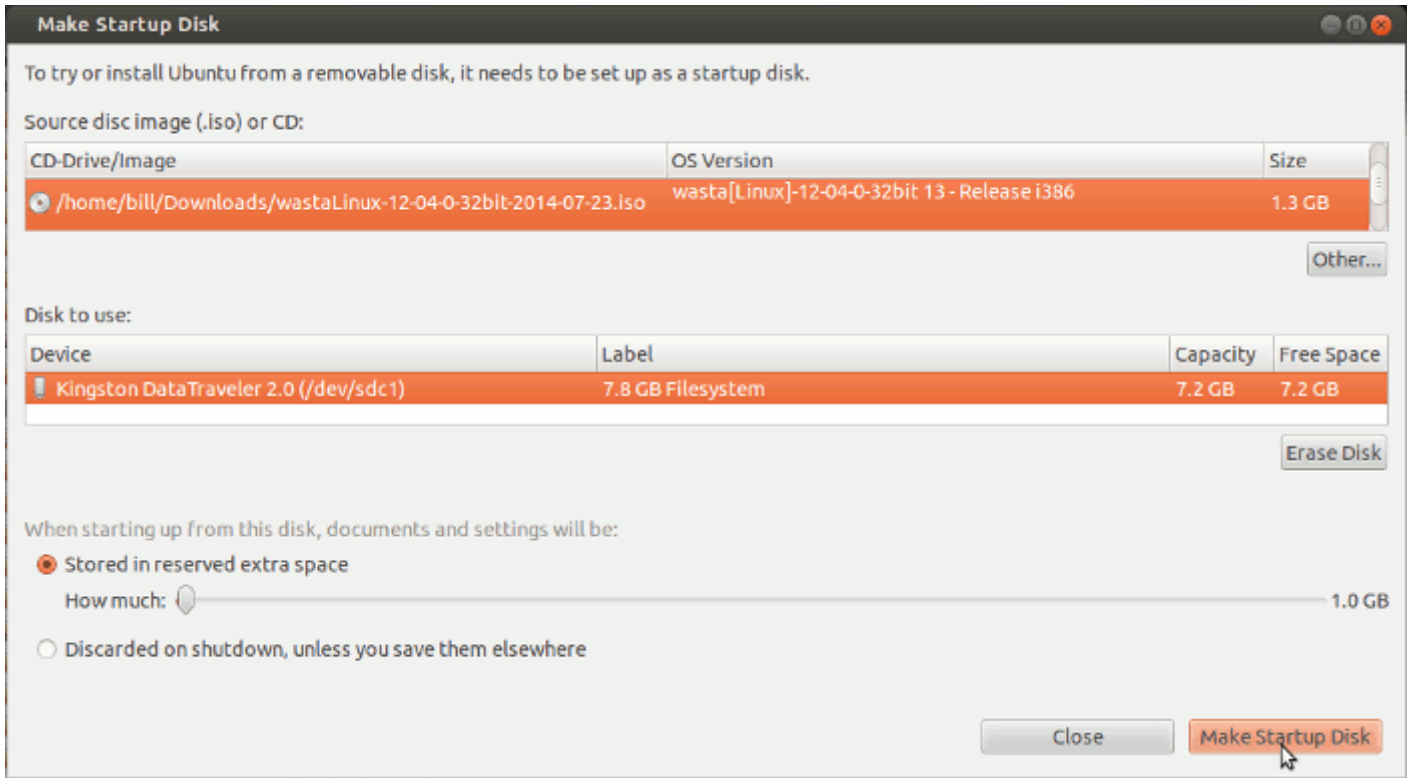 Make Startup Disk
To try or install Ubuntu from a removable disk, it needs to be set up as a startup disk.
Source disc image (.iso) or CD:
CD-Drive/Image OS Version Size
/home/bill/Downloads/wastaLinux-12-04-0-32bit-2014-07-23.iso wasta[Linux]-12-04-0-32bit 13 - Release i386 1.3 GB
Other...
Disk to use:
Device Label Capacity Free Space
Kingston DataTraveler 2.0 (/dev/sdc1) 7.8 GB Filesystem 7.2 GB 7.2 GB
Erase Disk
When starting up from this disk, documents and settings will be:
Stored in reserved extra space
How much: 1.0 GB
Discarded on shutdown, unless you save them elsewhere
Close Make Startup Disk